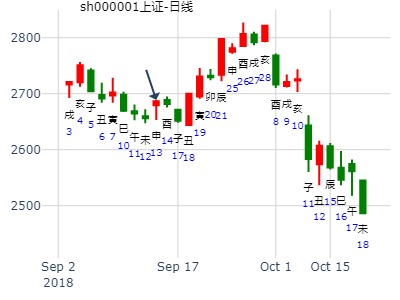 sh000001上证-日线
2800
2700
2600
2500
戌
3
亥
4
子
5
丑
6
寅
7
巳
10
午
11
未
12
申
13
酉
14
子
17
丑
18
寅
19
卯
20
辰
21
申
25
酉
26
戌
27
亥
28
酉
8
戌
9
亥
10
子
11
丑
12
辰
15
巳
16
午
17
未
18
Sep 2
2018
Sep 17
Oct 1
Oct 15